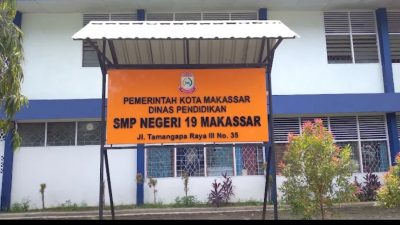 PEMERINTAH KOTA MAKASSAR
DINAS PENDIDIKAN
SMP NEGERI 19 MAKASSAR
Jl. Tamangapa Raya III No. 35